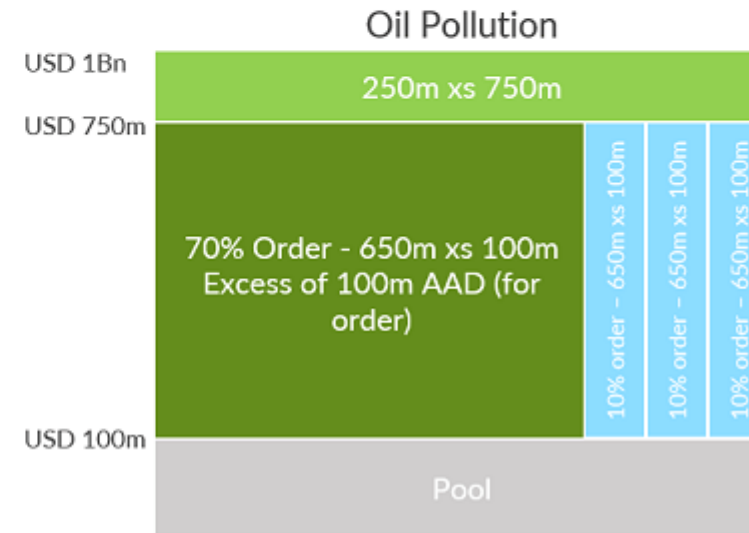 Oil Pollution
USD 1Bn
250m xs 750m
USD 750m
70% Order - 650m xs 100m
Excess of 100m AAD (for
order)
10% order – 650m xs 100m
10% order – 650m xs 100m
10% order – 650m xs 100m
USD 100m
Pool